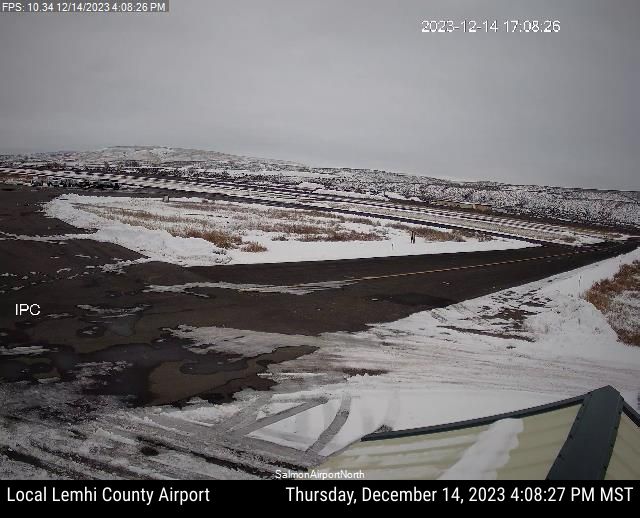 FPS: 10.34 12/14/2023 4:08:26 PM
2023-12-14 17:08:26
IPC
SalmonAirportNorth
Local Lemhi County Airport
Thursday, December 14, 2023 4:08:27 PM MST